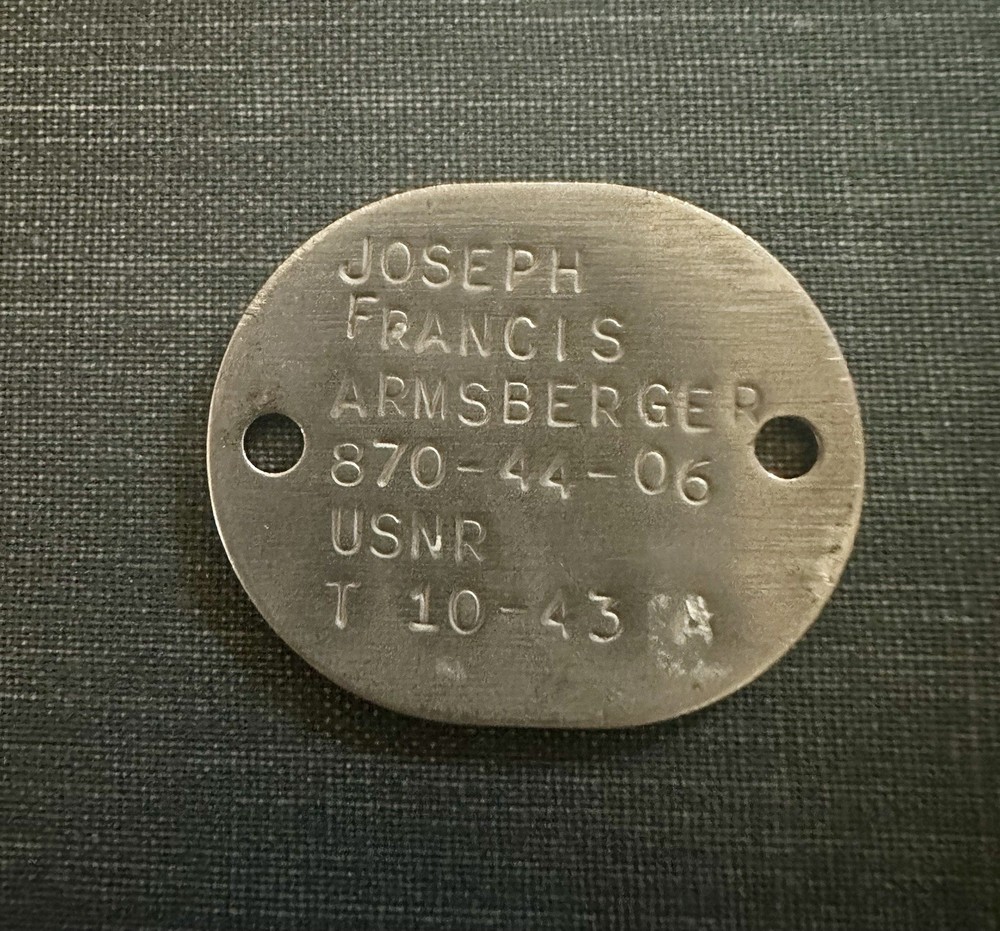 JOSEPH
FRANCIS
ARMSBERGER
870-44-06
USNR
T 10-43 A